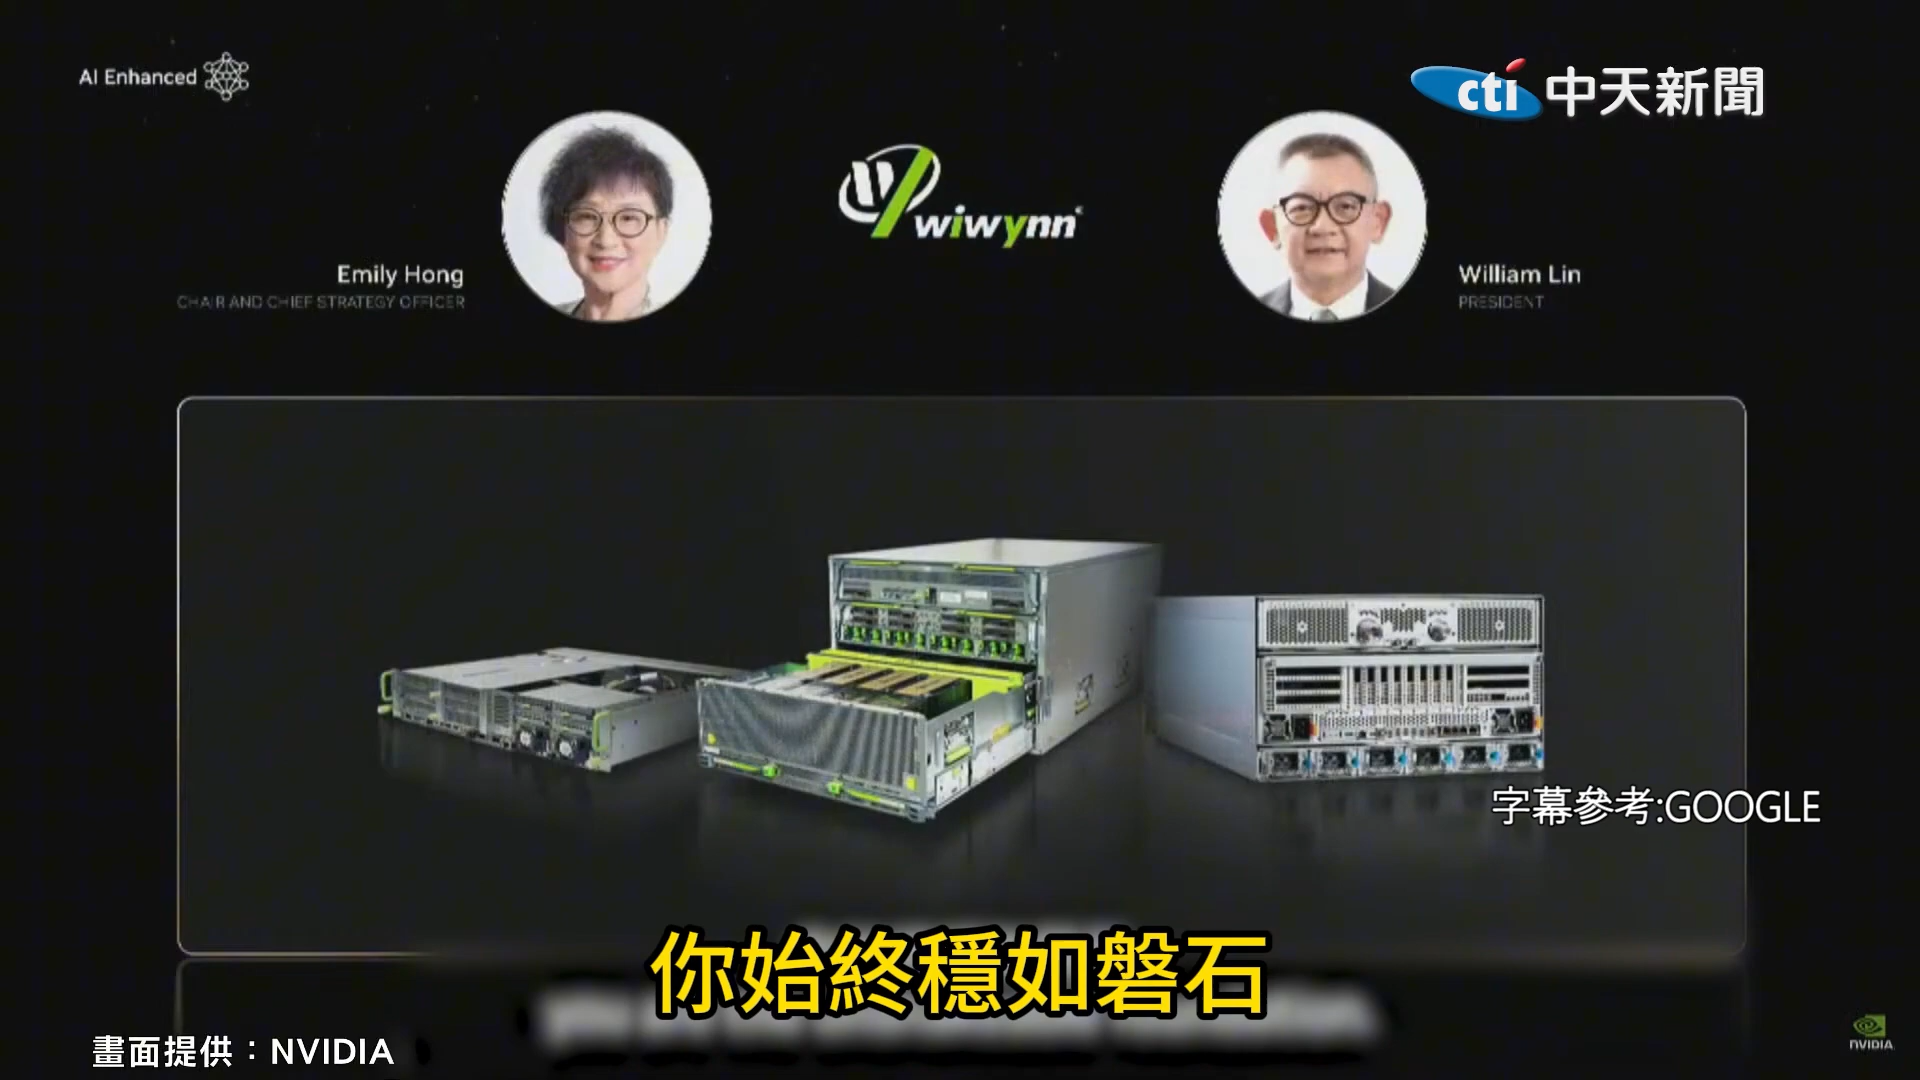 AI Enhanced
cti 中天新聞
wiwynn
Emily Hong
CHAIR AND CHIEF STRATEGY OFFICER
William Lin
PRESIDENT
字幕參考:GOOGLE
你始終穩如磐石
畫面提供：NVIDIA
NVIDIA